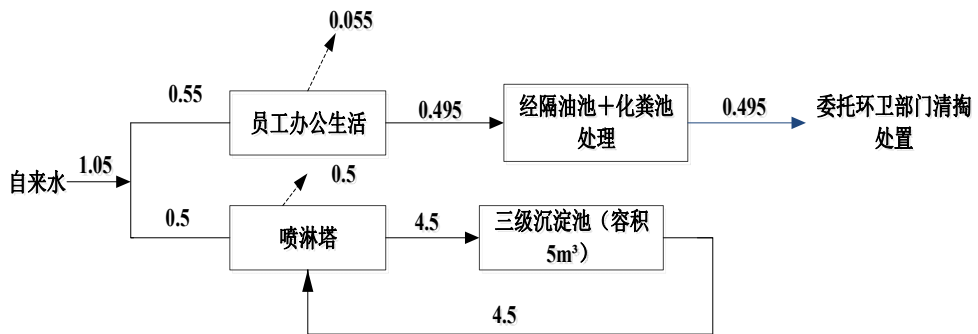 0.055
0.55
员工办公生活
0.495
经隔油池＋化粪池
处理
0.495
委托环卫部门清掏
处置
自来水
1.05
0.5
0.5
喷淋塔
4.5
三级沉淀池（容积
5m³）
4.5